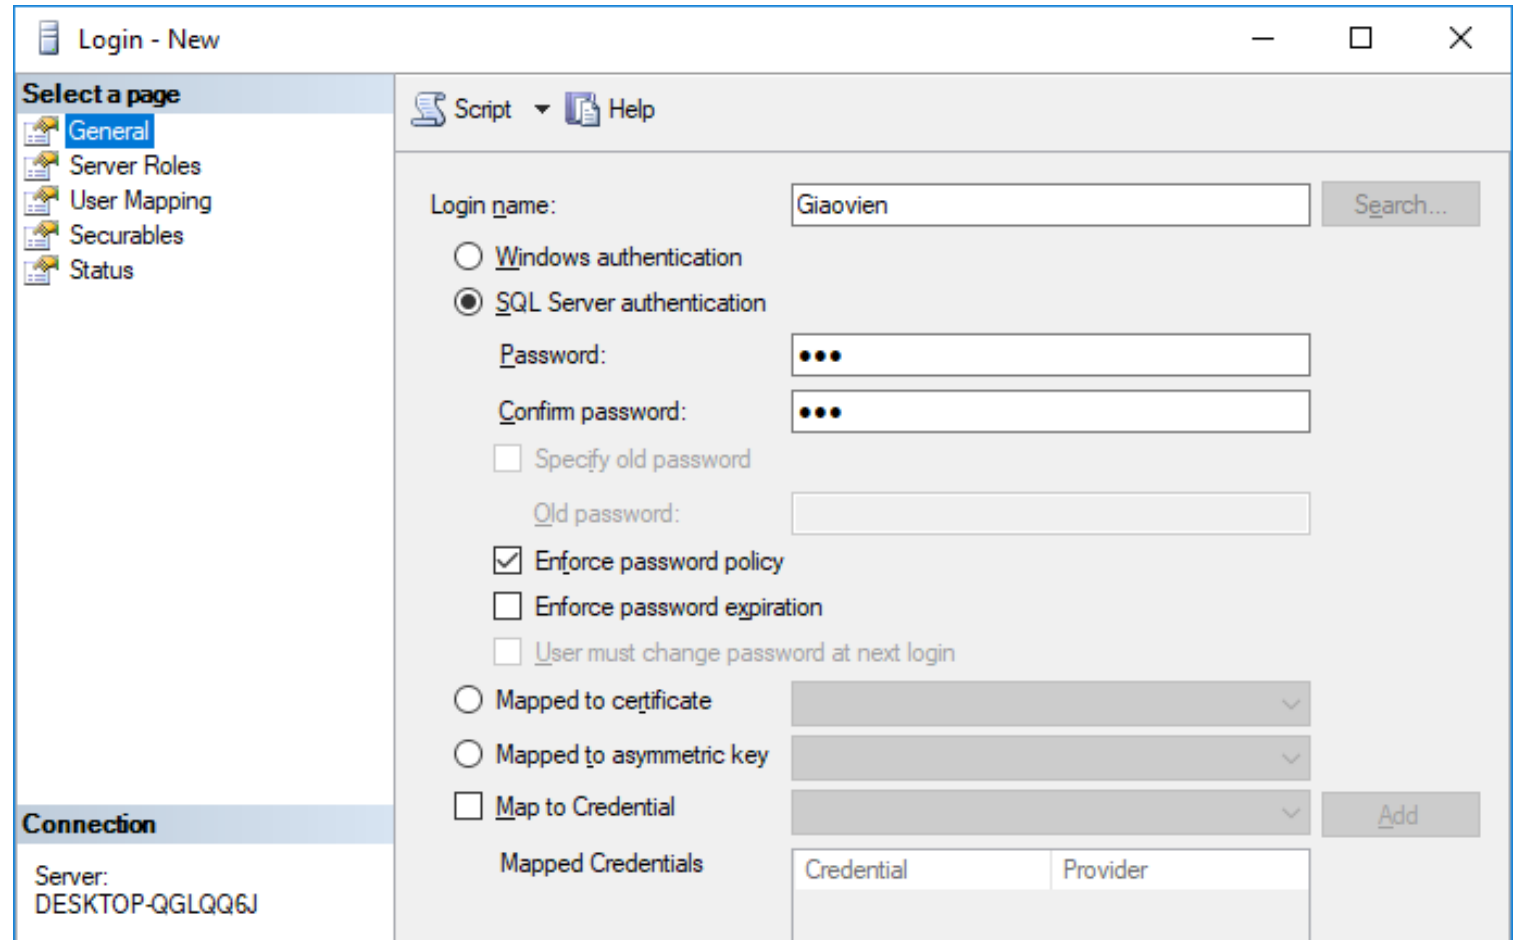 Login - New
Select a page
General
Server Roles
User Mapping
Securables
Status
Script Help
Login name: Giaovien Search...
Windows authentication
SQL Server authentication
Password: ●●●
Confirm password: ●●●
Specify old password
Old password:
Enforce password policy
Enforce password expiration
User must change password at next login
Mapped to certificate
Mapped to asymmetric key
Map to Credential Add
Mapped Credentials Credential Provider
Connection
Server:
DESKTOP-QGLQQ6J